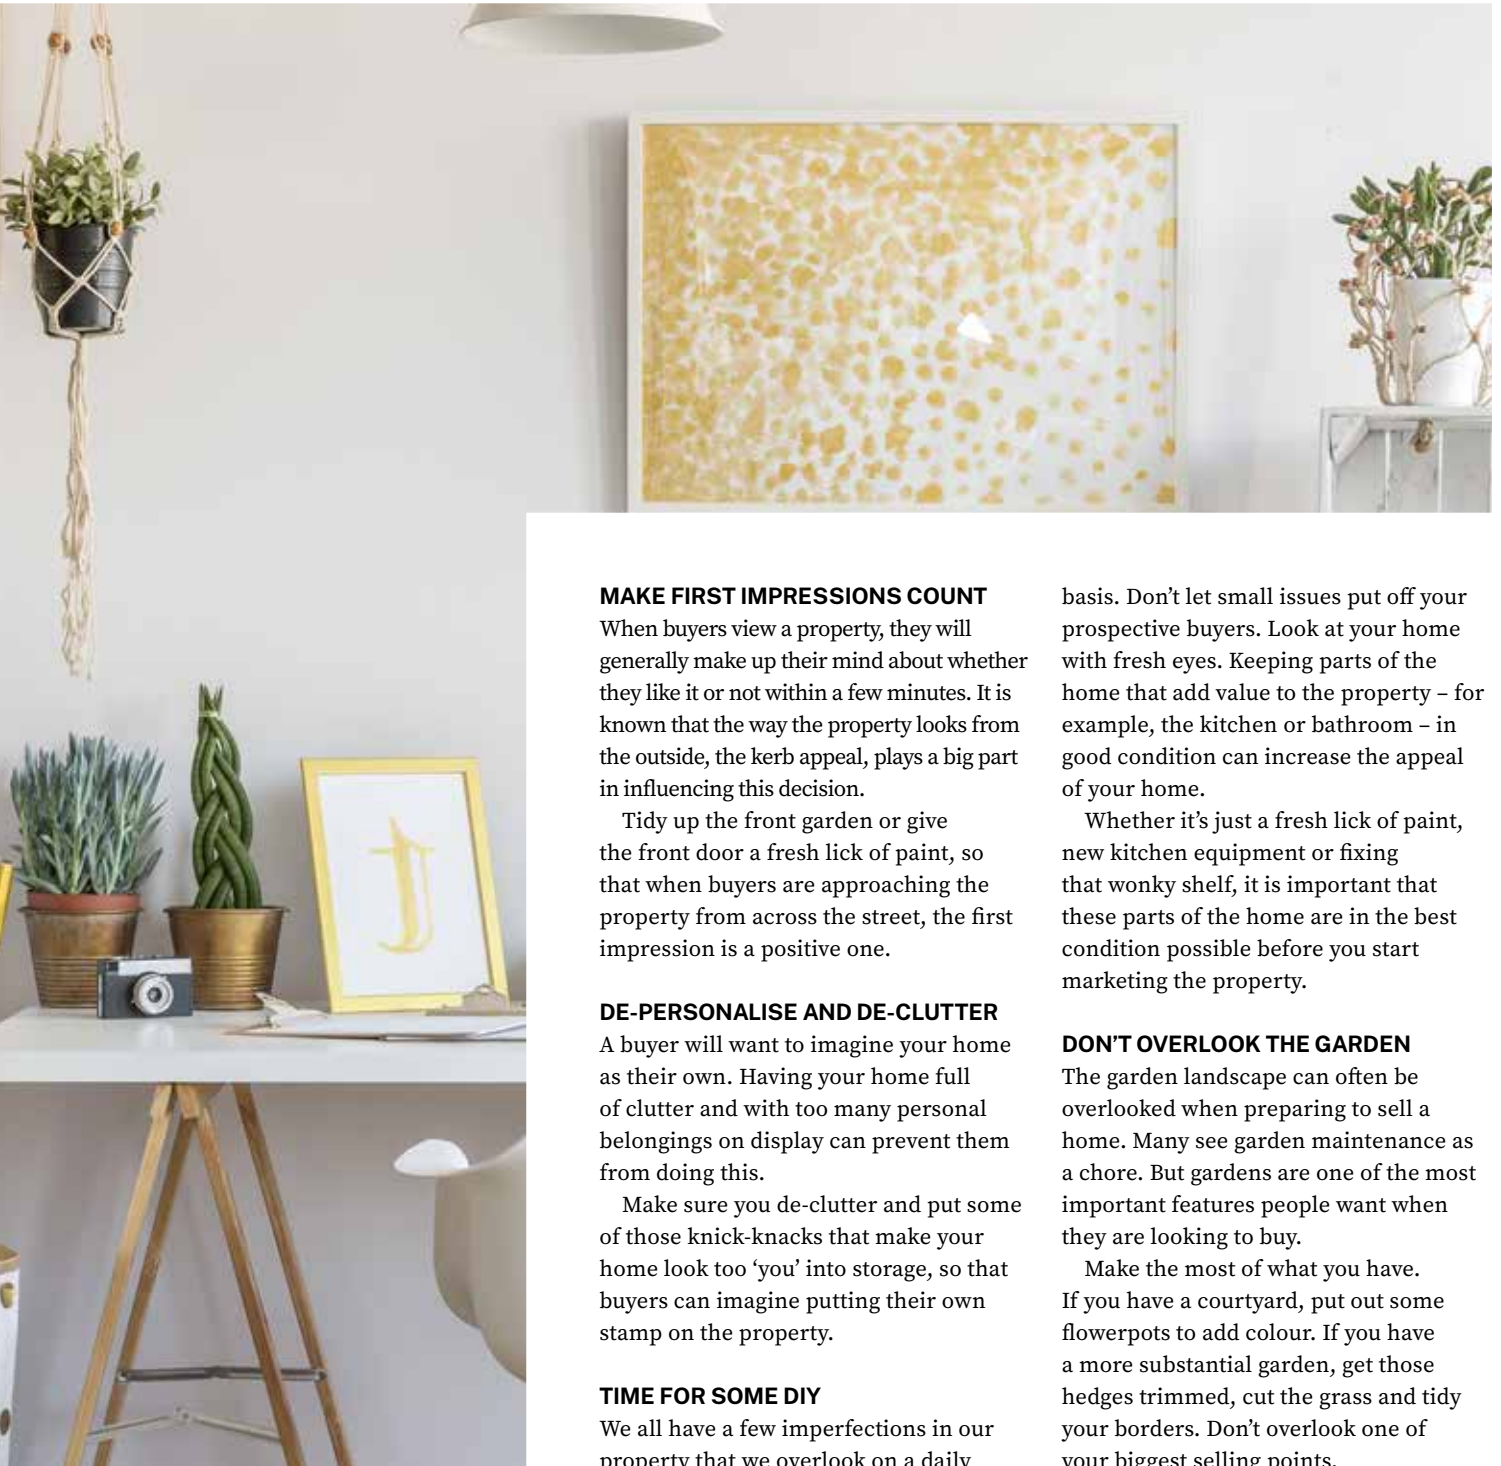 MAKE FIRST IMPRESSIONS COUNT
When buyers view a property, they will
generally make up their mind about whether
they like it or not within a few minutes. It is
known that the way the property looks from
the outside, the kerb appeal, plays a big part
in influencing this decision.
Tidy up the front garden or give
the front door a fresh lick of paint, so
that when buyers are approaching the
property from across the street, the first
impression is a positive one.
DE-PERSONALISE AND DE-CLUTTER
A buyer will want to imagine your home
as their own. Having your home full
of clutter and with too many personal
belongings on display can prevent them
from doing this.
Make sure you de-clutter and put some
of those knick-knacks that make your
home look too ‘you’ into storage, so that
buyers can imagine putting their own
stamp on the property.
TIME FOR SOME DIY
We all have a few imperfections in our
property that we overlook on a daily
basis. Don’t let small issues put off your
prospective buyers. Look at your home
with fresh eyes. Keeping parts of the
home that add value to the property – for
example, the kitchen or bathroom – in
good condition can increase the appeal
of your home.
Whether it’s just a fresh lick of paint,
new kitchen equipment or fixing
that wonky shelf, it is important that
these parts of the home are in the best
condition possible before you start
marketing the property.
DON’T OVERLOOK THE GARDEN
The garden landscape can often be
overlooked when preparing to sell a
home. Many see garden maintenance as
a chore. But gardens are one of the most
important features people want when
they are looking to buy.
Make the most of what you have.
If you have a courtyard, put out some
flowerpots to add colour. If you have
a more substantial garden, get those
hedges trimmed, cut the grass and tidy
your borders. Don’t overlook one of
your biggest selling points.